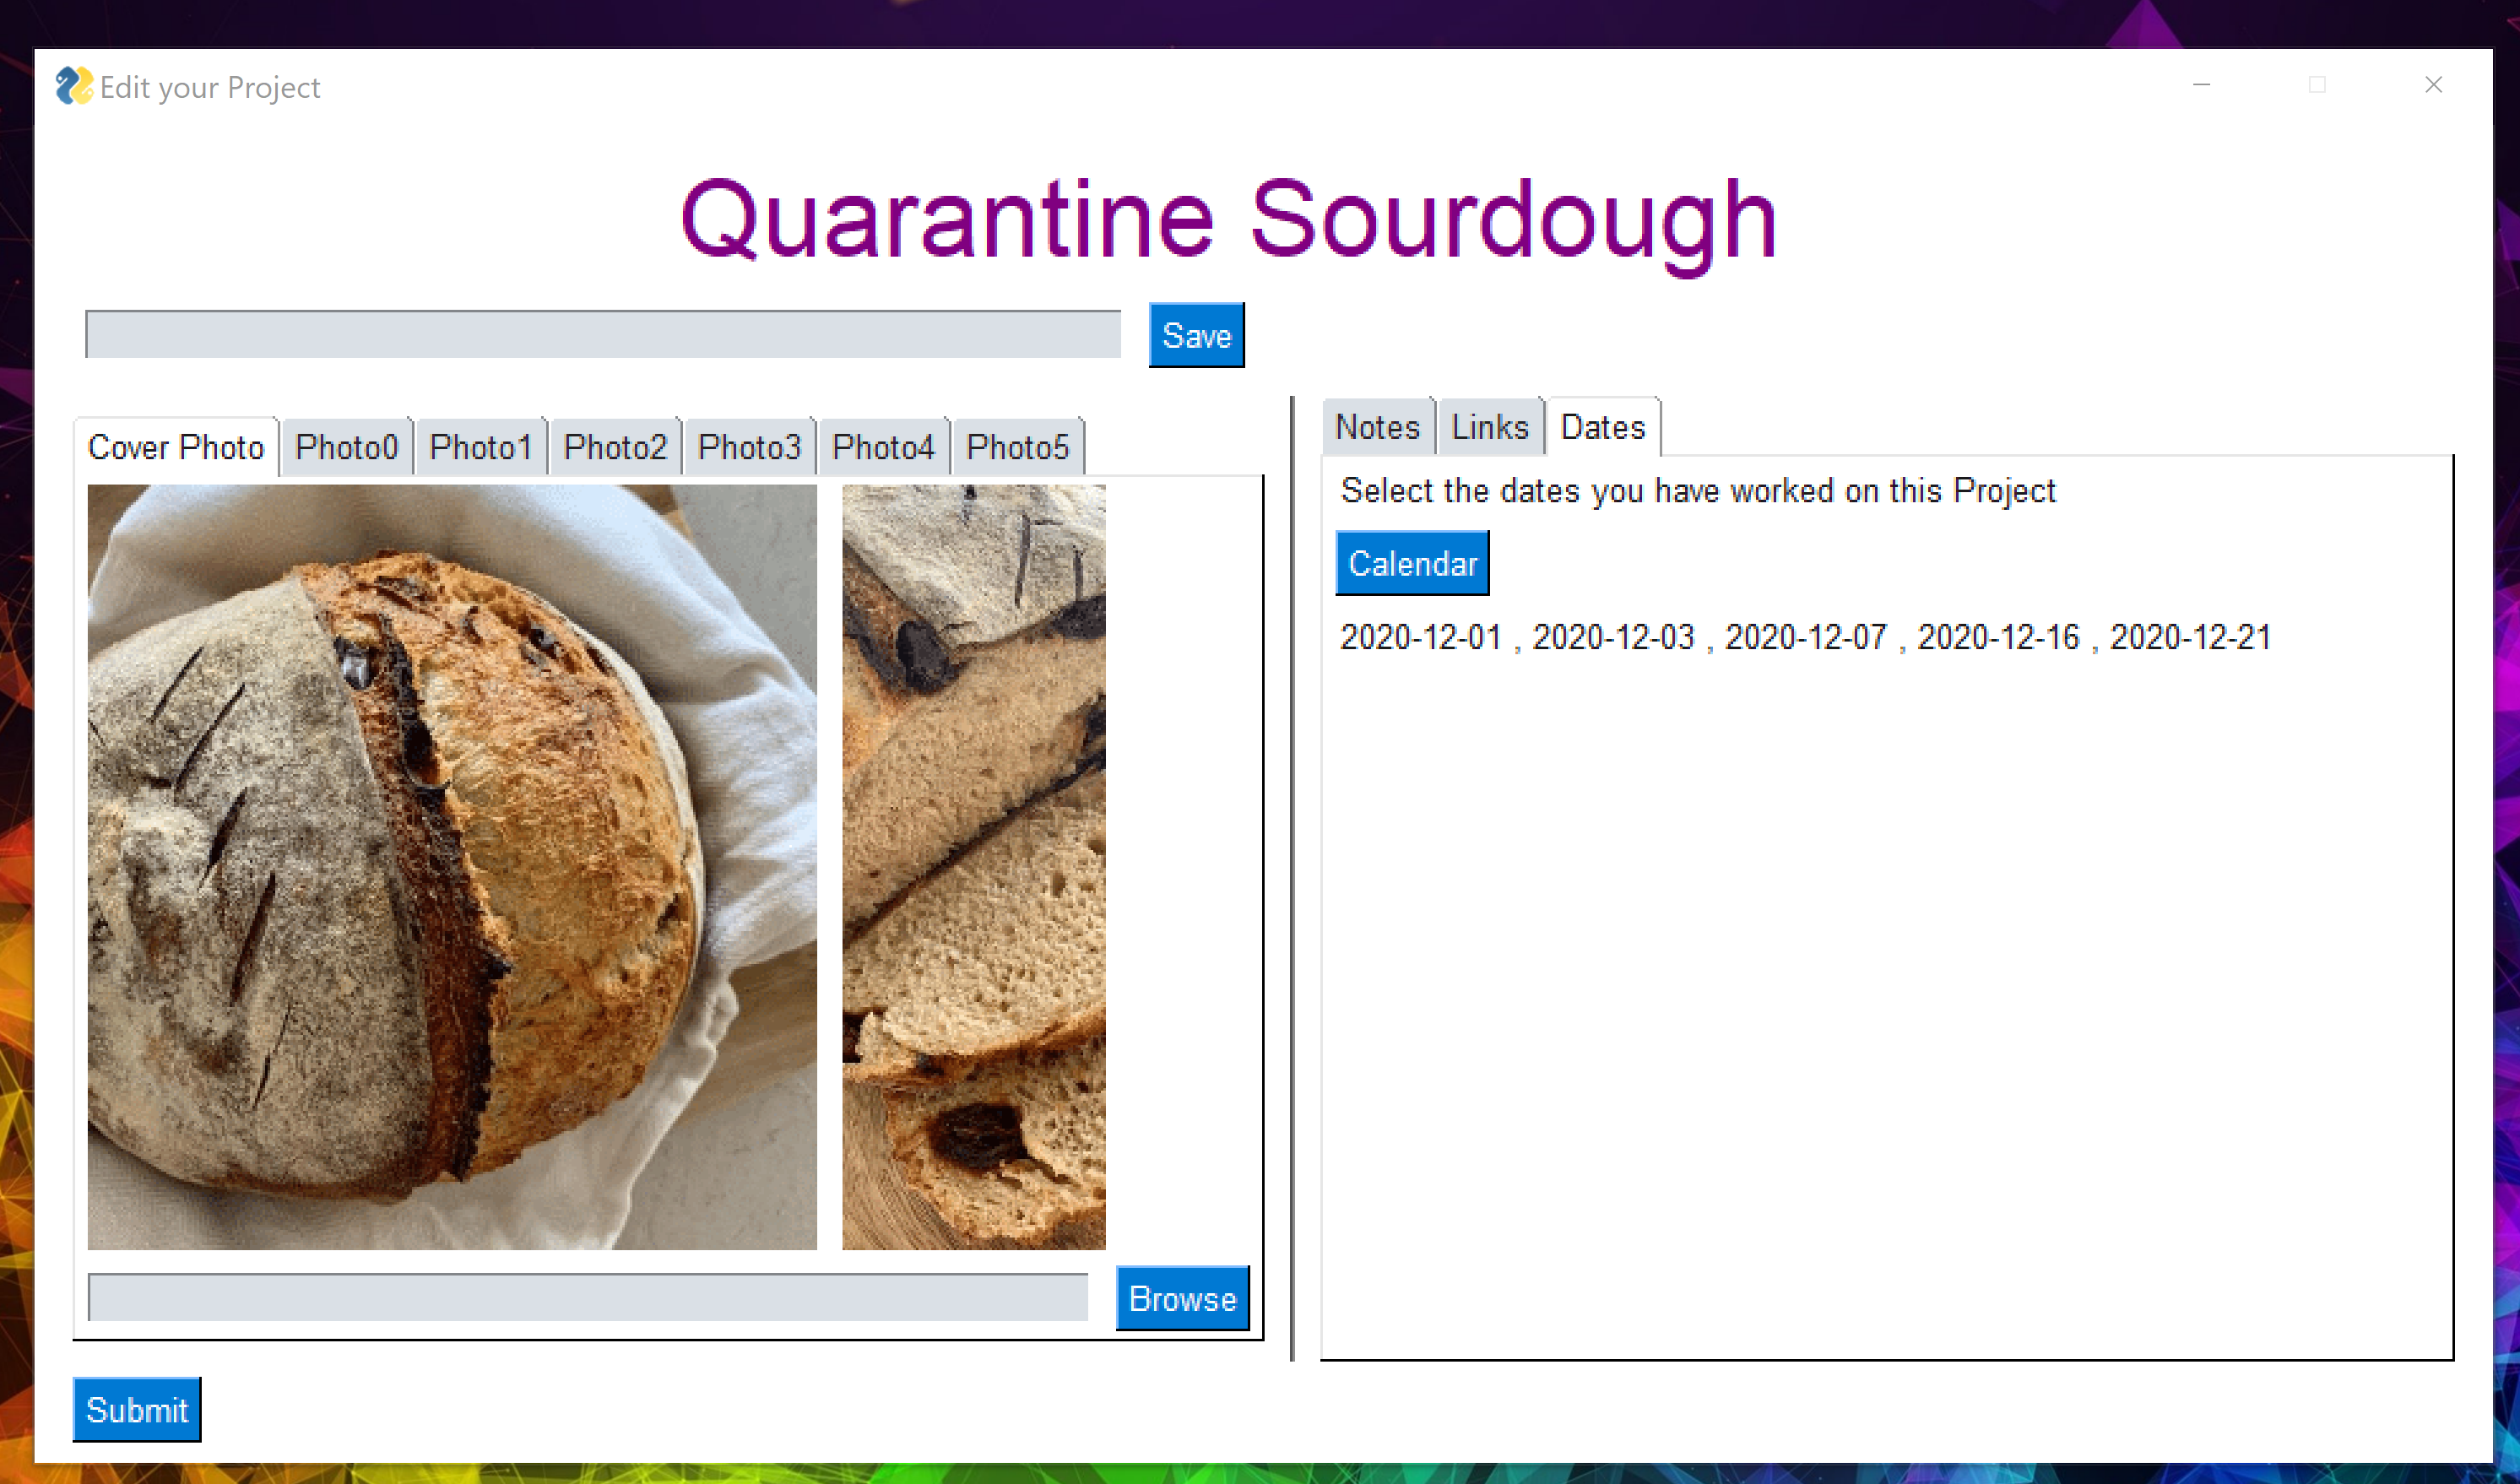 Edit your Project
Quarantine Sourdough
Save
Cover Photo Photo0 Photo1 Photo2 Photo3 Photo4 Photo5
Browse
Submit
Notes Links Dates
Select the dates you have worked on this Project
Calendar
2020-12-01 , 2020-12-03 , 2020-12-07 , 2020-12-16 , 2020-12-21